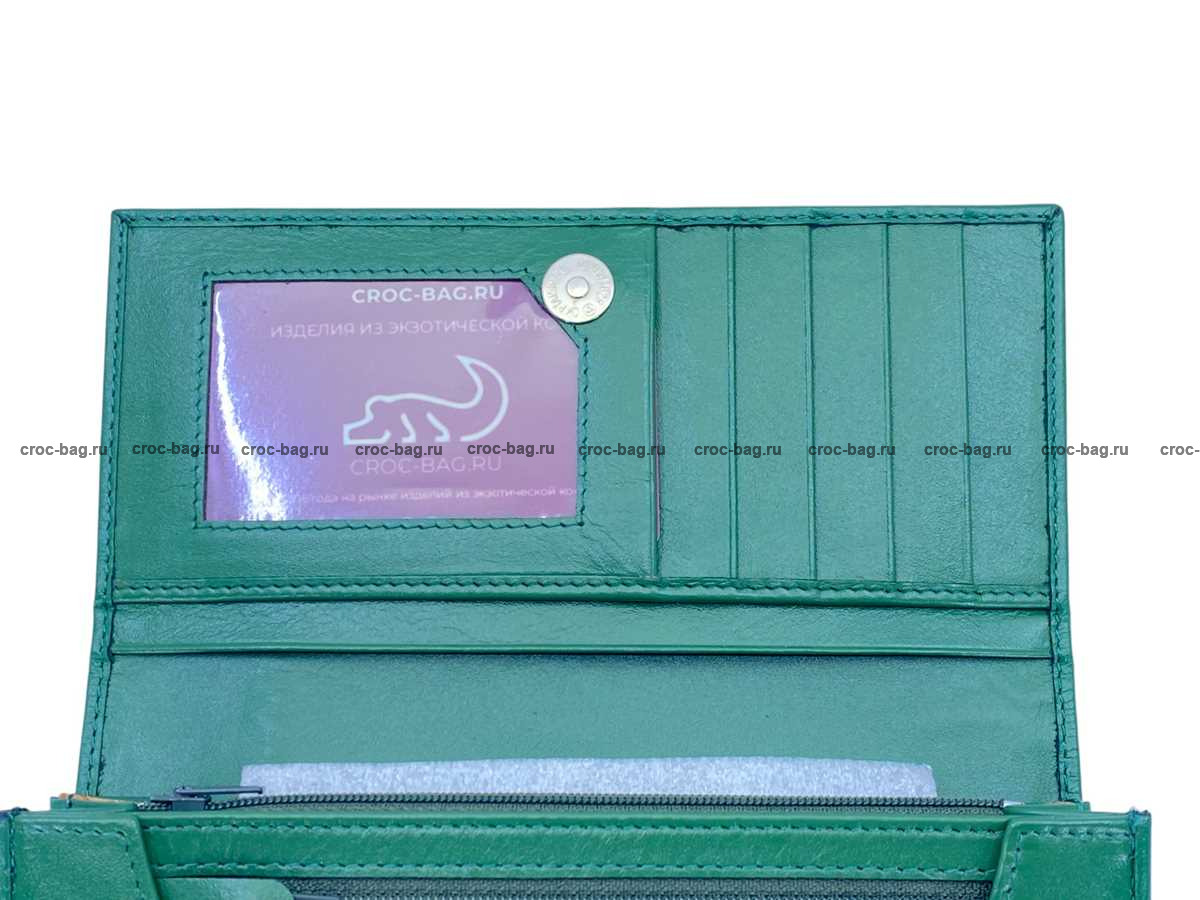 CROC-BAG.RU
ИЗДЕЛИЯ ИЗ ЭКЗОТИЧЕСКОЙ
croc-bag.ru croc-bag.ru croc-bag.ru croc-bag.ru croc-bag.ru croc-bag.ru croc-bag.ru croc-bag.ru croc-bag.ru croc-bag.ru croc-
CROC-BAG.RU
на рынке изделий из экзотической